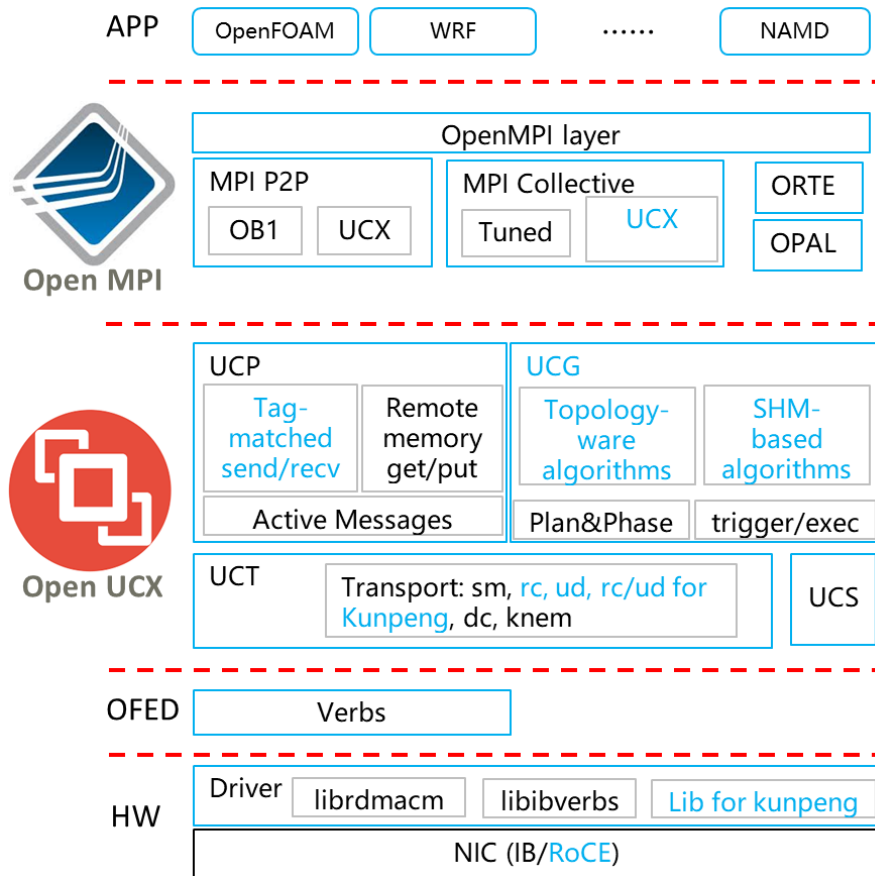 APP
OpenFOAM
WRF
......
NAMD
OpenMPI layer
MPI P2P
OB1
UCX
MPI Collective
Tuned
UCX
ORTE
OPAL
Open MPI
UCP
Tag-
matched
send/recv
Remote
memory
get/put
Active Messages
UCG
Topology-
ware
algorithms
SHM-
based
algorithms
Plan&Phase
trigger/exec
Open UCX
UCT
Transport: sm, rc, ud, rc/ud for
Kunpeng, dc, knem
UCS
OFED
Verbs
HW
Driver
librdmacm
libibverbs
Lib for kunpeng
NIC (IB/RoCE)